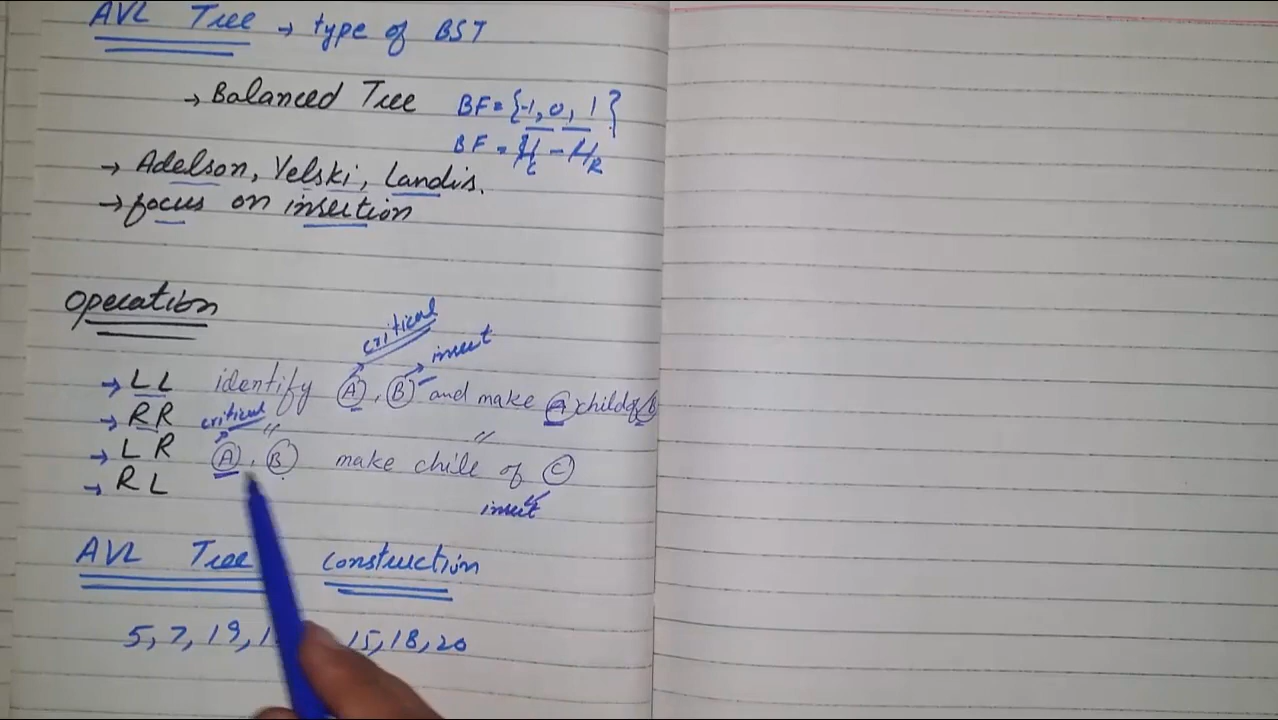 AVL Tree → type of BST
→ Balanced Tree BF = {-1, 0, 1}
BF = HL - HR
→ Adelson, Velski, Landis.
→ focus on insertion
Operation
critical
insert
→ LL identify A, B and make A child of B
→ RR critical " "
→ LR A, B make chile of C
→ RL insert
AVL Tree construction
5, 7, 19, 15, 18, 20